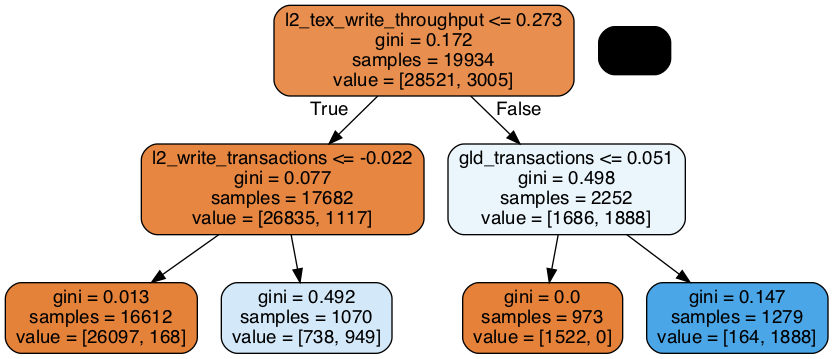 l2_tex_write_throughput <= 0.273
gini = 0.172
samples = 19934
value = [28521, 3005]
True
False
l2_write_transactions <= -0.022
gini = 0.077
samples = 17682
value = [26835, 1117]
gld_transactions <= 0.051
gini = 0.498
samples = 2252
value = [1686, 1888]
gini = 0.013
samples = 16612
value = [26097, 168]
gini = 0.492
samples = 1070
value = [738, 949]
gini = 0.0
samples = 973
value = [1522, 0]
gini = 0.147
samples = 1279
value = [164, 1888]